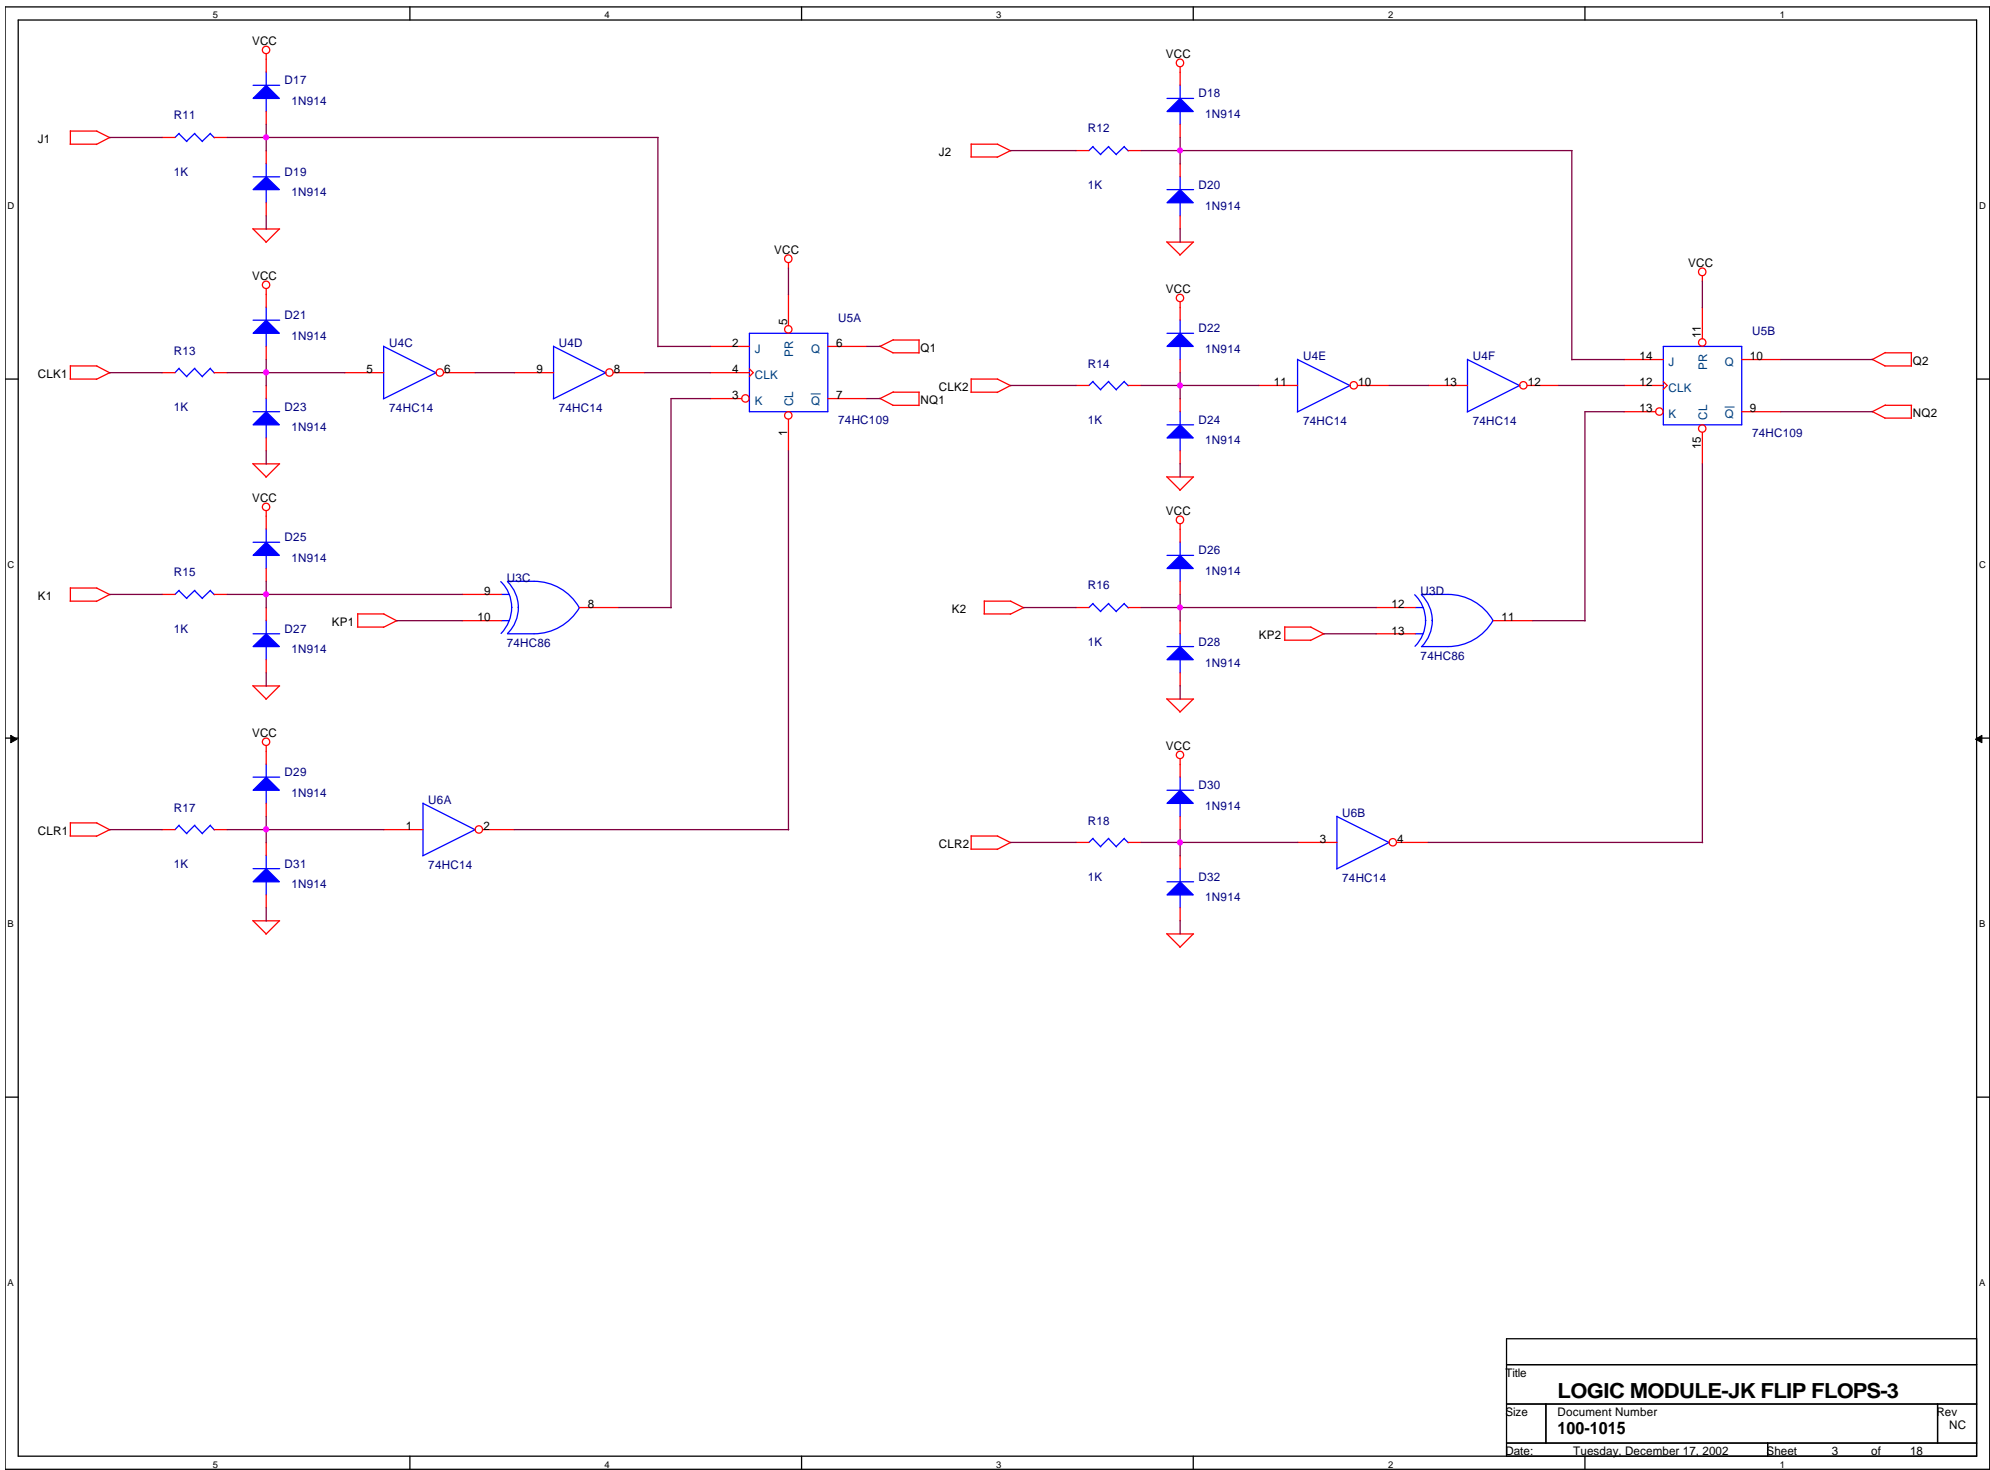 5 4 3 2 1
D
C
B
A
D
C
B
A
VCC
D17
1N914
R11
J1
1K
D19
1N914
VCC
D21
1N914
R13
CLK1
1K
D23
1N914
U4C
5 6
74HC14
U4D
9 8
74HC14
VCC
5
U5A
2 J PR Q 6 Q1
4 CLK
3 K CL Q 7 NQ1
1
74HC109
VCC
D25
1N914
R15
K1
1K
D27
1N914
KP1
U3C
9
10
8
74HC86
VCC
D29
1N914
R17
CLR1
1K
D31
1N914
U6A
1 2
74HC14
VCC
D18
1N914
R12
J2
1K
D20
1N914
VCC
D22
1N914
R14
CLK2
1K
D24
1N914
U4E
11 10
74HC14
U4F
13 12
74HC14
VCC
11
U5B
14 J PR Q 10 Q2
12 CLK
13 K CL Q 9 NQ2
15
74HC109
VCC
D26
1N914
R16
K2
1K
D28
1N914
KP2
U3D
12
13
11
74HC86
VCC
D30
1N914
R18
CLR2
1K
D32
1N914
U6B
3 4
74HC14
Title
LOGIC MODULE-JK FLIP FLOPS-3
Size Document Number Rev
100-1015 NC
Date: Tuesday, December 17, 2002 Sheet 3 of 18
5 4 3 2 1